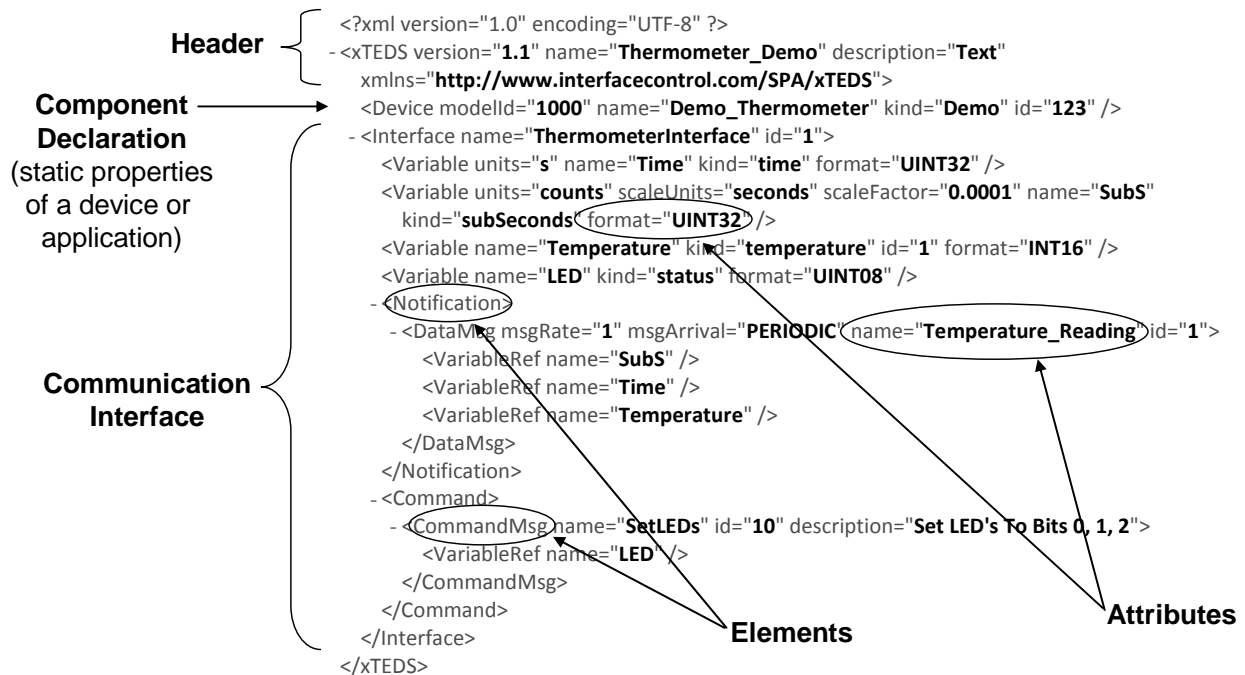 Header
<?xml version="1.0" encoding="UTF-8" ?>
- <xTEDS version="1.1" name="Thermometer_Demo" description="Text"
xmlns="http://www.interfacecontrol.com/SPA/xTEDS">
Component
Declaration
(static properties
of a device or
application)
<Device modelId="1000" name="Demo_Thermometer" kind="Demo" id="123" />
Communication
Interface
- <Interface name="ThermometerInterface" id="1">
<Variable units="s" name="Time" kind="time" format="UINT32" />
<Variable units="counts" scaleUnits="seconds" scaleFactor="0.0001" name="SubS"
kind="subSeconds" format="UINT32" />
<Variable name="Temperature" kind="temperature" id="1" format="INT16" />
<Variable name="LED" kind="status" format="UINT08" />
- <Notification>
- <DataMsg msgRate="1" msgArrival="PERIODIC" name="Temperature_Reading" id="1">
<VariableRef name="SubS" />
<VariableRef name="Time" />
<VariableRef name="Temperature" />
</DataMsg>
</Notification>
- <Command>
- <CommandMsg name="SetLEDs" id="10" description="Set LED's To Bits 0, 1, 2">
<VariableRef name="LED" />
</CommandMsg>
</Command>
</Interface>
</xTEDS>
Elements
Attributes